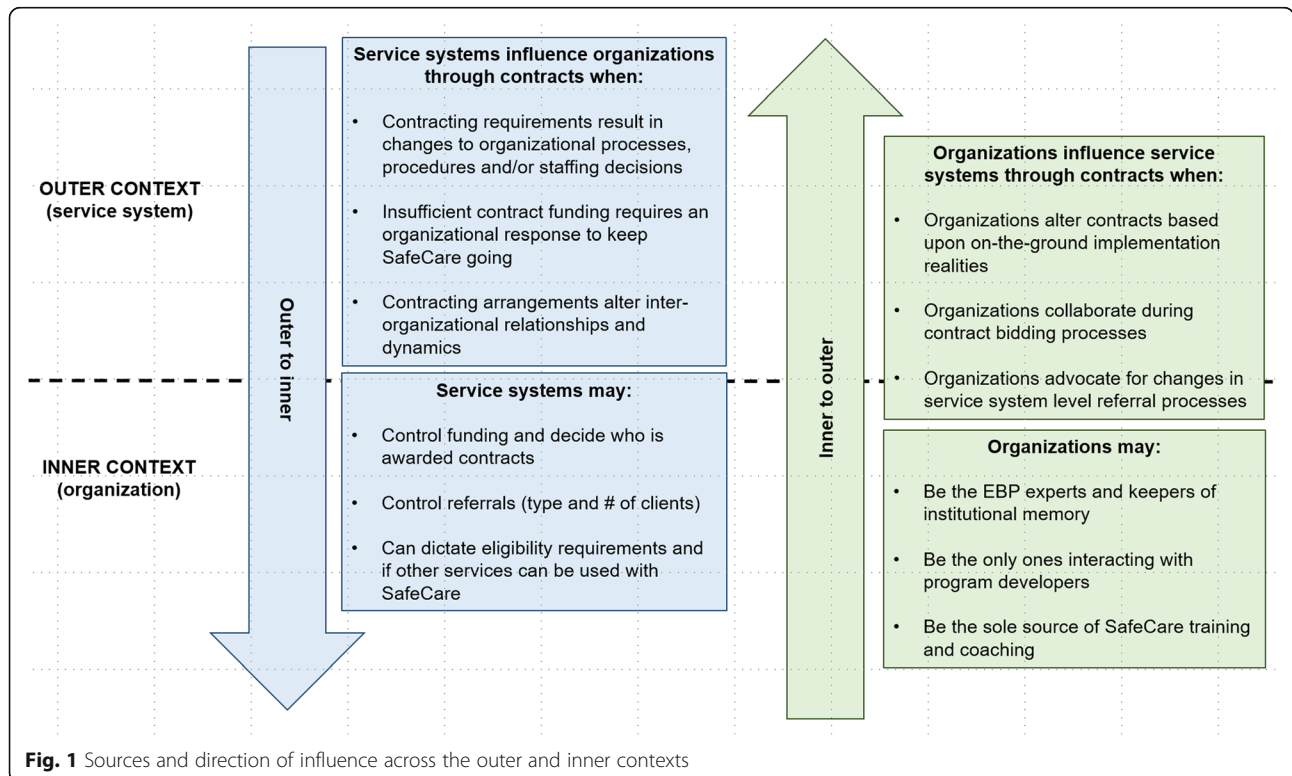 OUTER CONTEXT
(service system)
INNER CONTEXT
(organization)
Outer to inner
Service systems influence organizations
through contracts when:
• Contracting requirements result in
changes to organizational processes,
procedures and/or staffing decisions
• Insufficient contract funding requires an
organizational response to keep
SafeCare going
• Contracting arrangements alter inter-
organizational relationships and
dynamics
Service systems may:
• Control funding and decide who is
awarded contracts
• Control referrals (type and # of clients)
• Can dictate eligibility requirements and
if other services can be used with
SafeCare
Inner to outer
Organizations influence service
systems through contracts when:
• Organizations alter contracts based
upon on-the-ground implementation
realities
• Organizations collaborate during
contract bidding processes
• Organizations advocate for changes in
service system level referral processes
Organizations may:
• Be the EBP experts and keepers of
institutional memory
• Be the only ones interacting with
program developers
• Be the sole source of SafeCare training
and coaching
Fig. 1 Sources and direction of influence across the outer and inner contexts